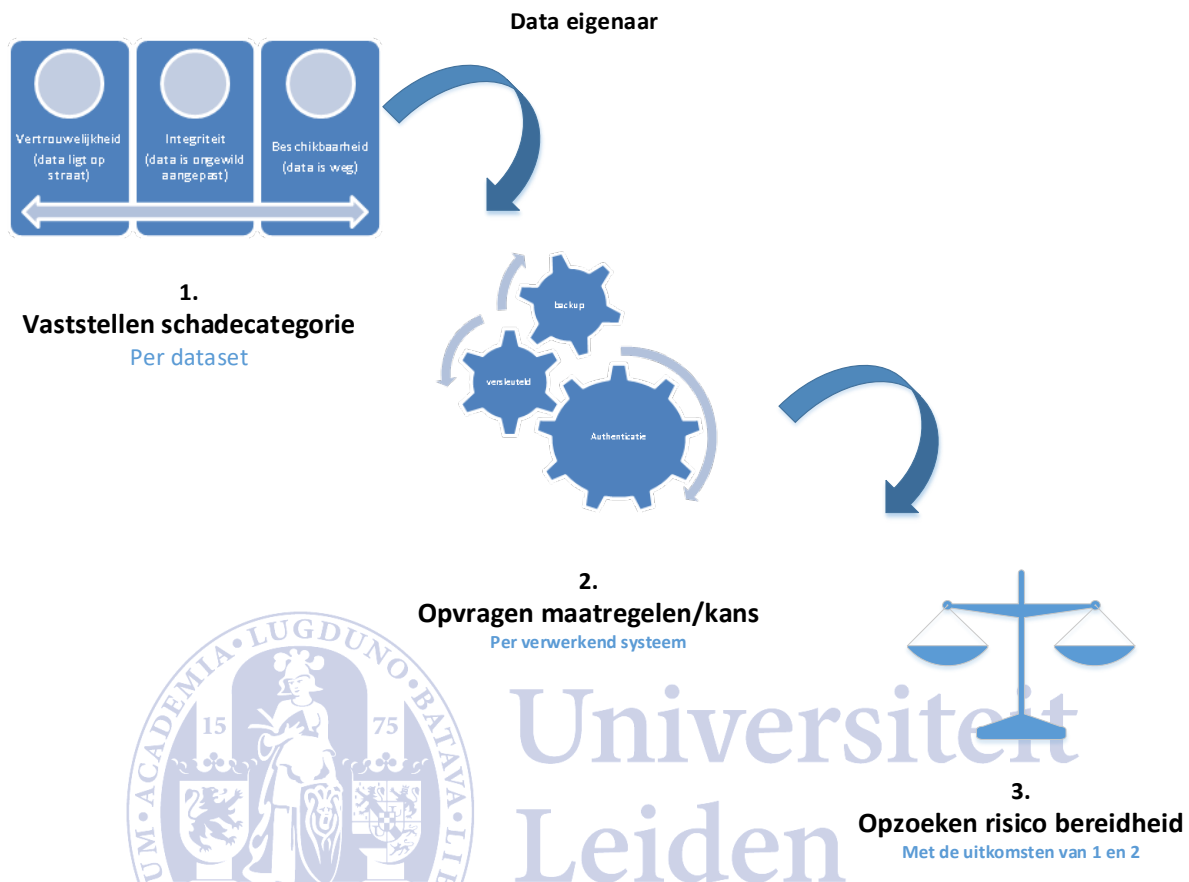 Data eigenaar
Vertrouwelijkheid
(data ligt op
straat)
Integriteit
(data is ongewild
aangepast)
Beschikbaarheid
(data is weg)
1.
Vaststellen schadecategorie
Per dataset
backup
versleuteld
Authenticatie
2.
Opvragen maatregelen/kans
Per verwerkend systeem
3.
Opzoeken risico bereidheid
Met de uitkomsten van 1 en 2
ACADEMIA · LUGDUNO · BATAVA ·
15 75
Universiteit
Leiden